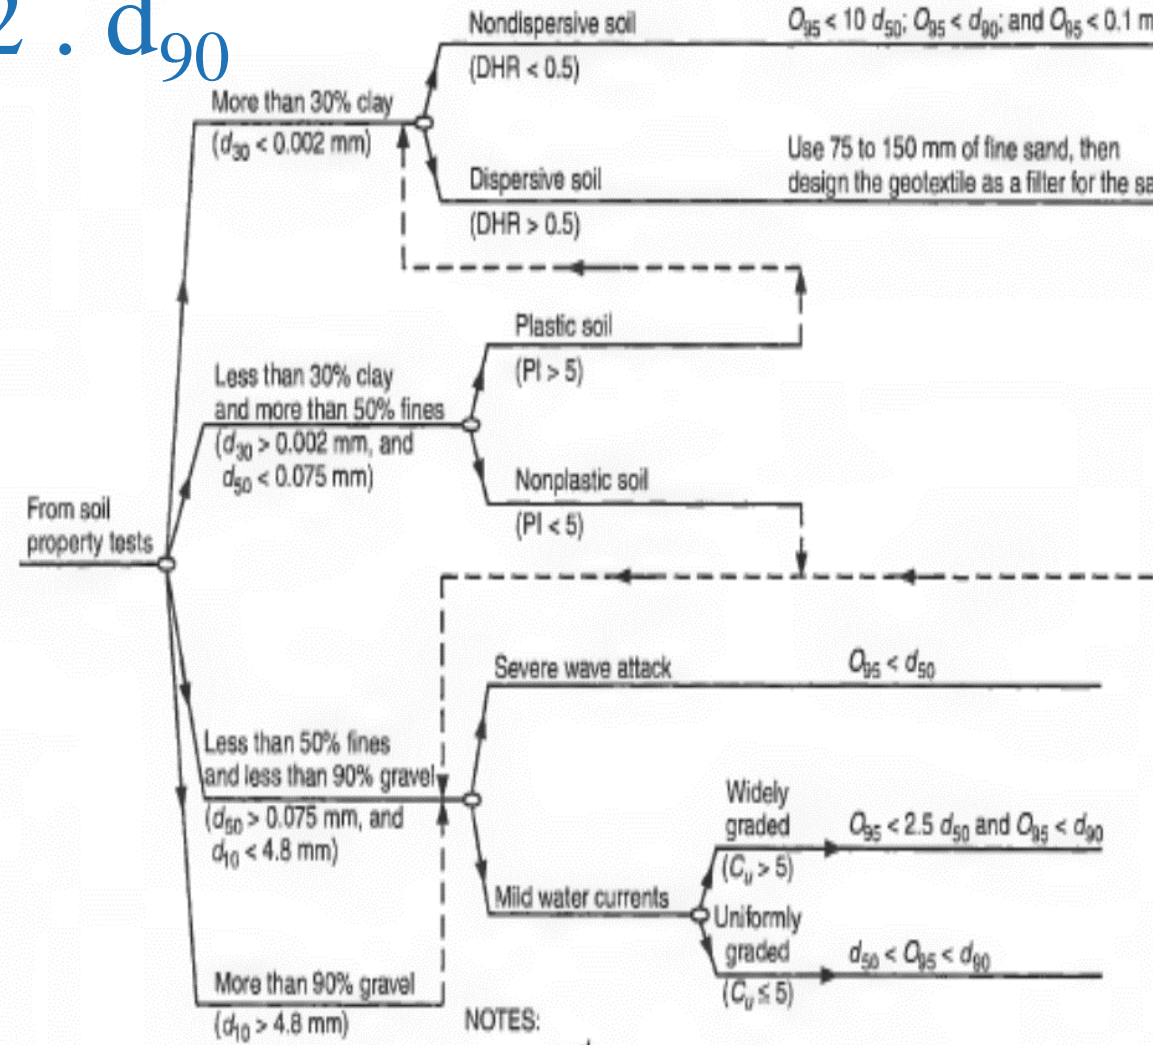 2 . d90
Nondispersive soil
O95 < 10 d50; O95 < d90; and O95 < 0.1 m
(DHR < 0.5)
More than 30% clay
(d30 < 0.002 mm)
Use 75 to 150 mm of fine sand, then
design the geotextile as a filter for the sa
Dispersive soil
(DHR > 0.5)
Plastic soil
(PI > 5)
Less than 30% clay
and more than 50% fines
(d30 > 0.002 mm, and
d50 < 0.075 mm)
Nonplastic soil
(PI < 5)
From soil
property tests
Severe wave attack
O95 < d50
Less than 50% fines
and less than 90% gravel
(d50 > 0.075 mm, and
d10 < 4.8 mm)
Widely
graded
O95 < 2.5 d50 and O95 < d90
(Cu > 5)
Mild water currents
Uniformly
graded
d50 < O95 < d90
(Cu ≤ 5)
More than 90% gravel
(d10 > 4.8 mm)
NOTES: